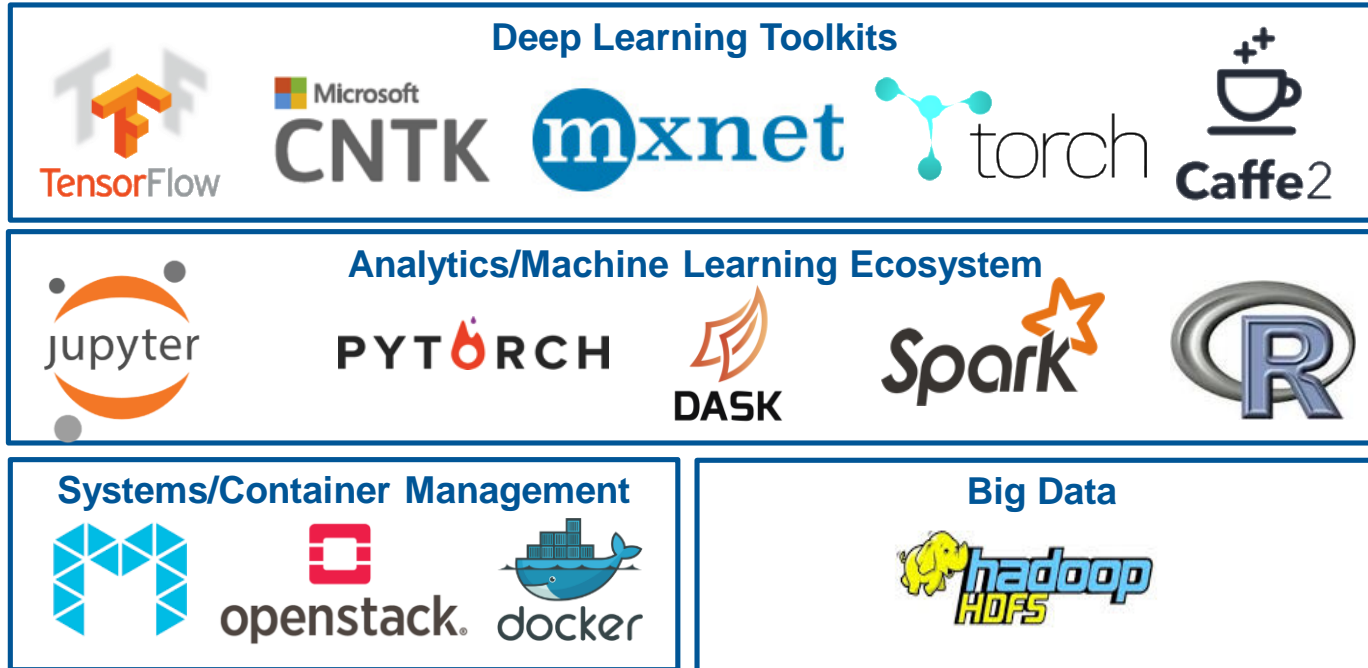 Deep Learning Toolkits
TensorFlow
Microsoft
CNTK
mxnet
torch
Caffe2
Analytics/Machine Learning Ecosystem
jupyter
PYTORCH
DASK
Spark
R
Systems/Container Management
openstack.
docker
Big Data
hadoop
HDFS